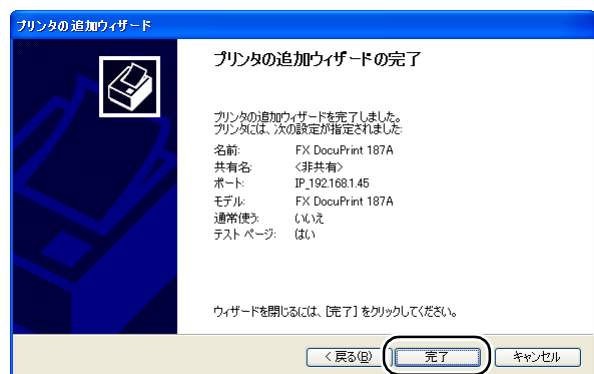 プリンタの追加ウィザード
プリンタの追加ウィザードの完了
プリンタの追加ウィザードを完了しました。
プリンタには、次の設定が指定されました:
名前: FX DocuPrint 187A
共有名: <非共有>
ポート: IP_192.168.1.45
モデル: FX DocuPrint 187A
通常使う: いいえ
テスト ページ: はい
ウィザードを閉じるには、[完了] をクリックしてください。
< 戻る(B) 完了 キャンセル